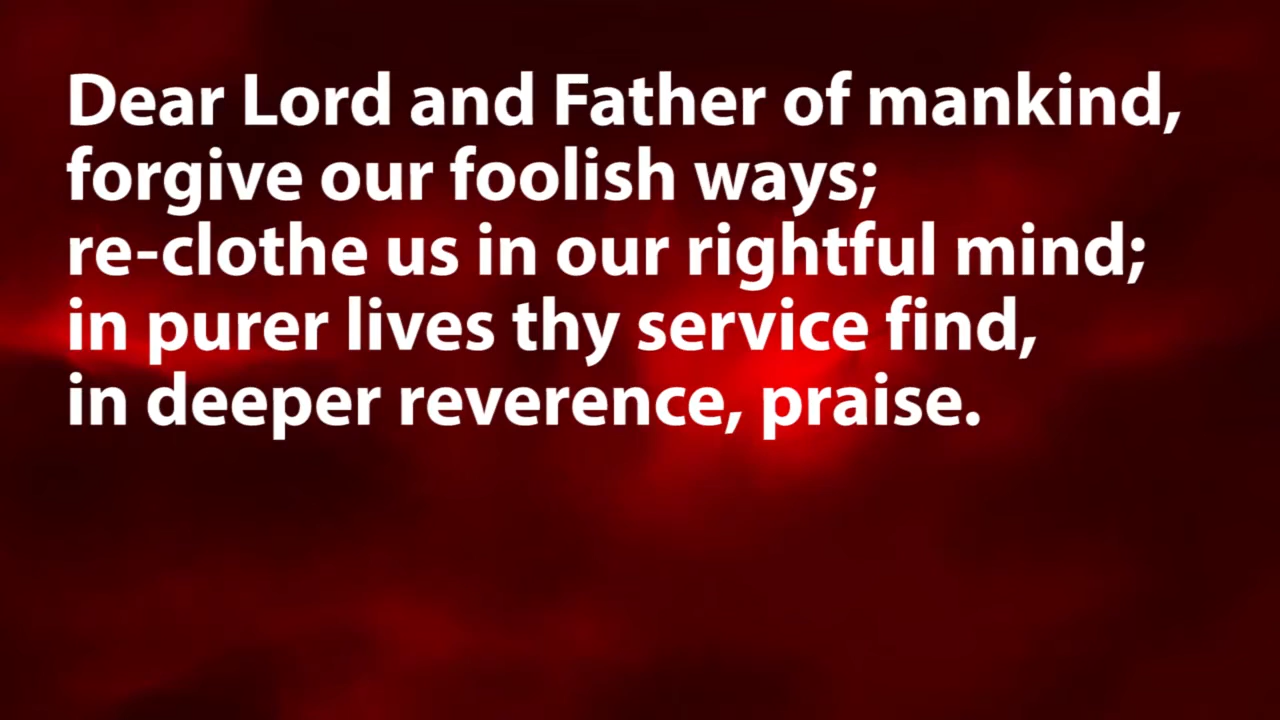 Dear Lord and Father of mankind,
forgive our foolish ways;
re-clothe us in our rightful mind;
in purer lives thy service find,
in deeper reverence, praise.